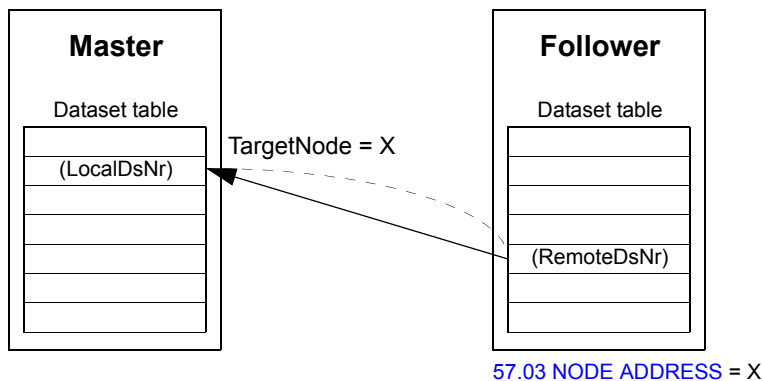 Master
Follower
Dataset table
Dataset table
TargetNode = X
(LocalDsNr)
(RemoteDsNr)
57.03 NODE ADDRESS = X